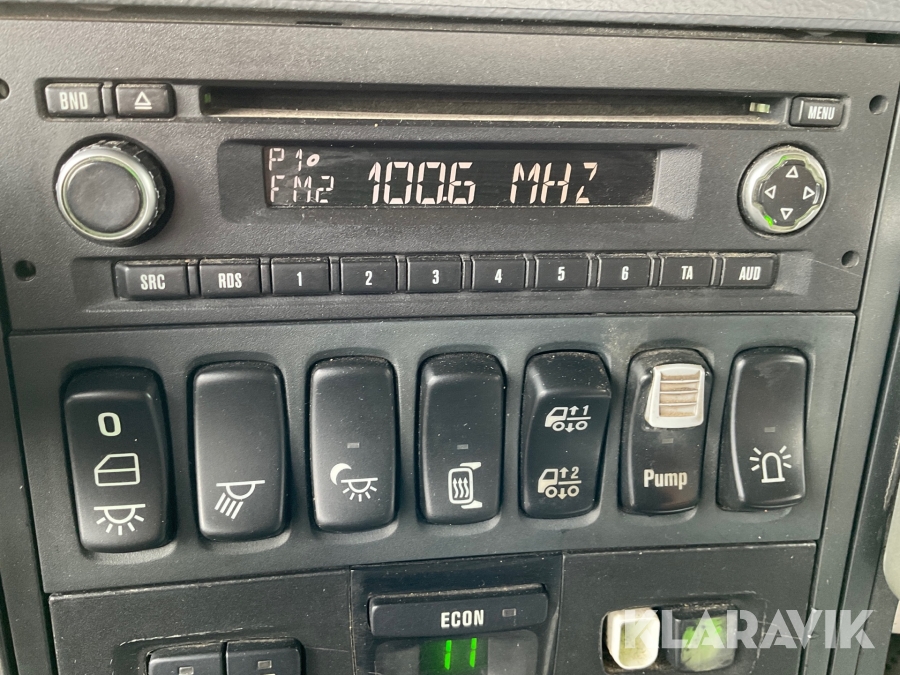 BND
MENU
P1
FM2
100.6 MHZ
SRC RDS 1 2 3 4 5 6 TA AUD
0
1
2
Pump
ECON
11
KLARAVIK